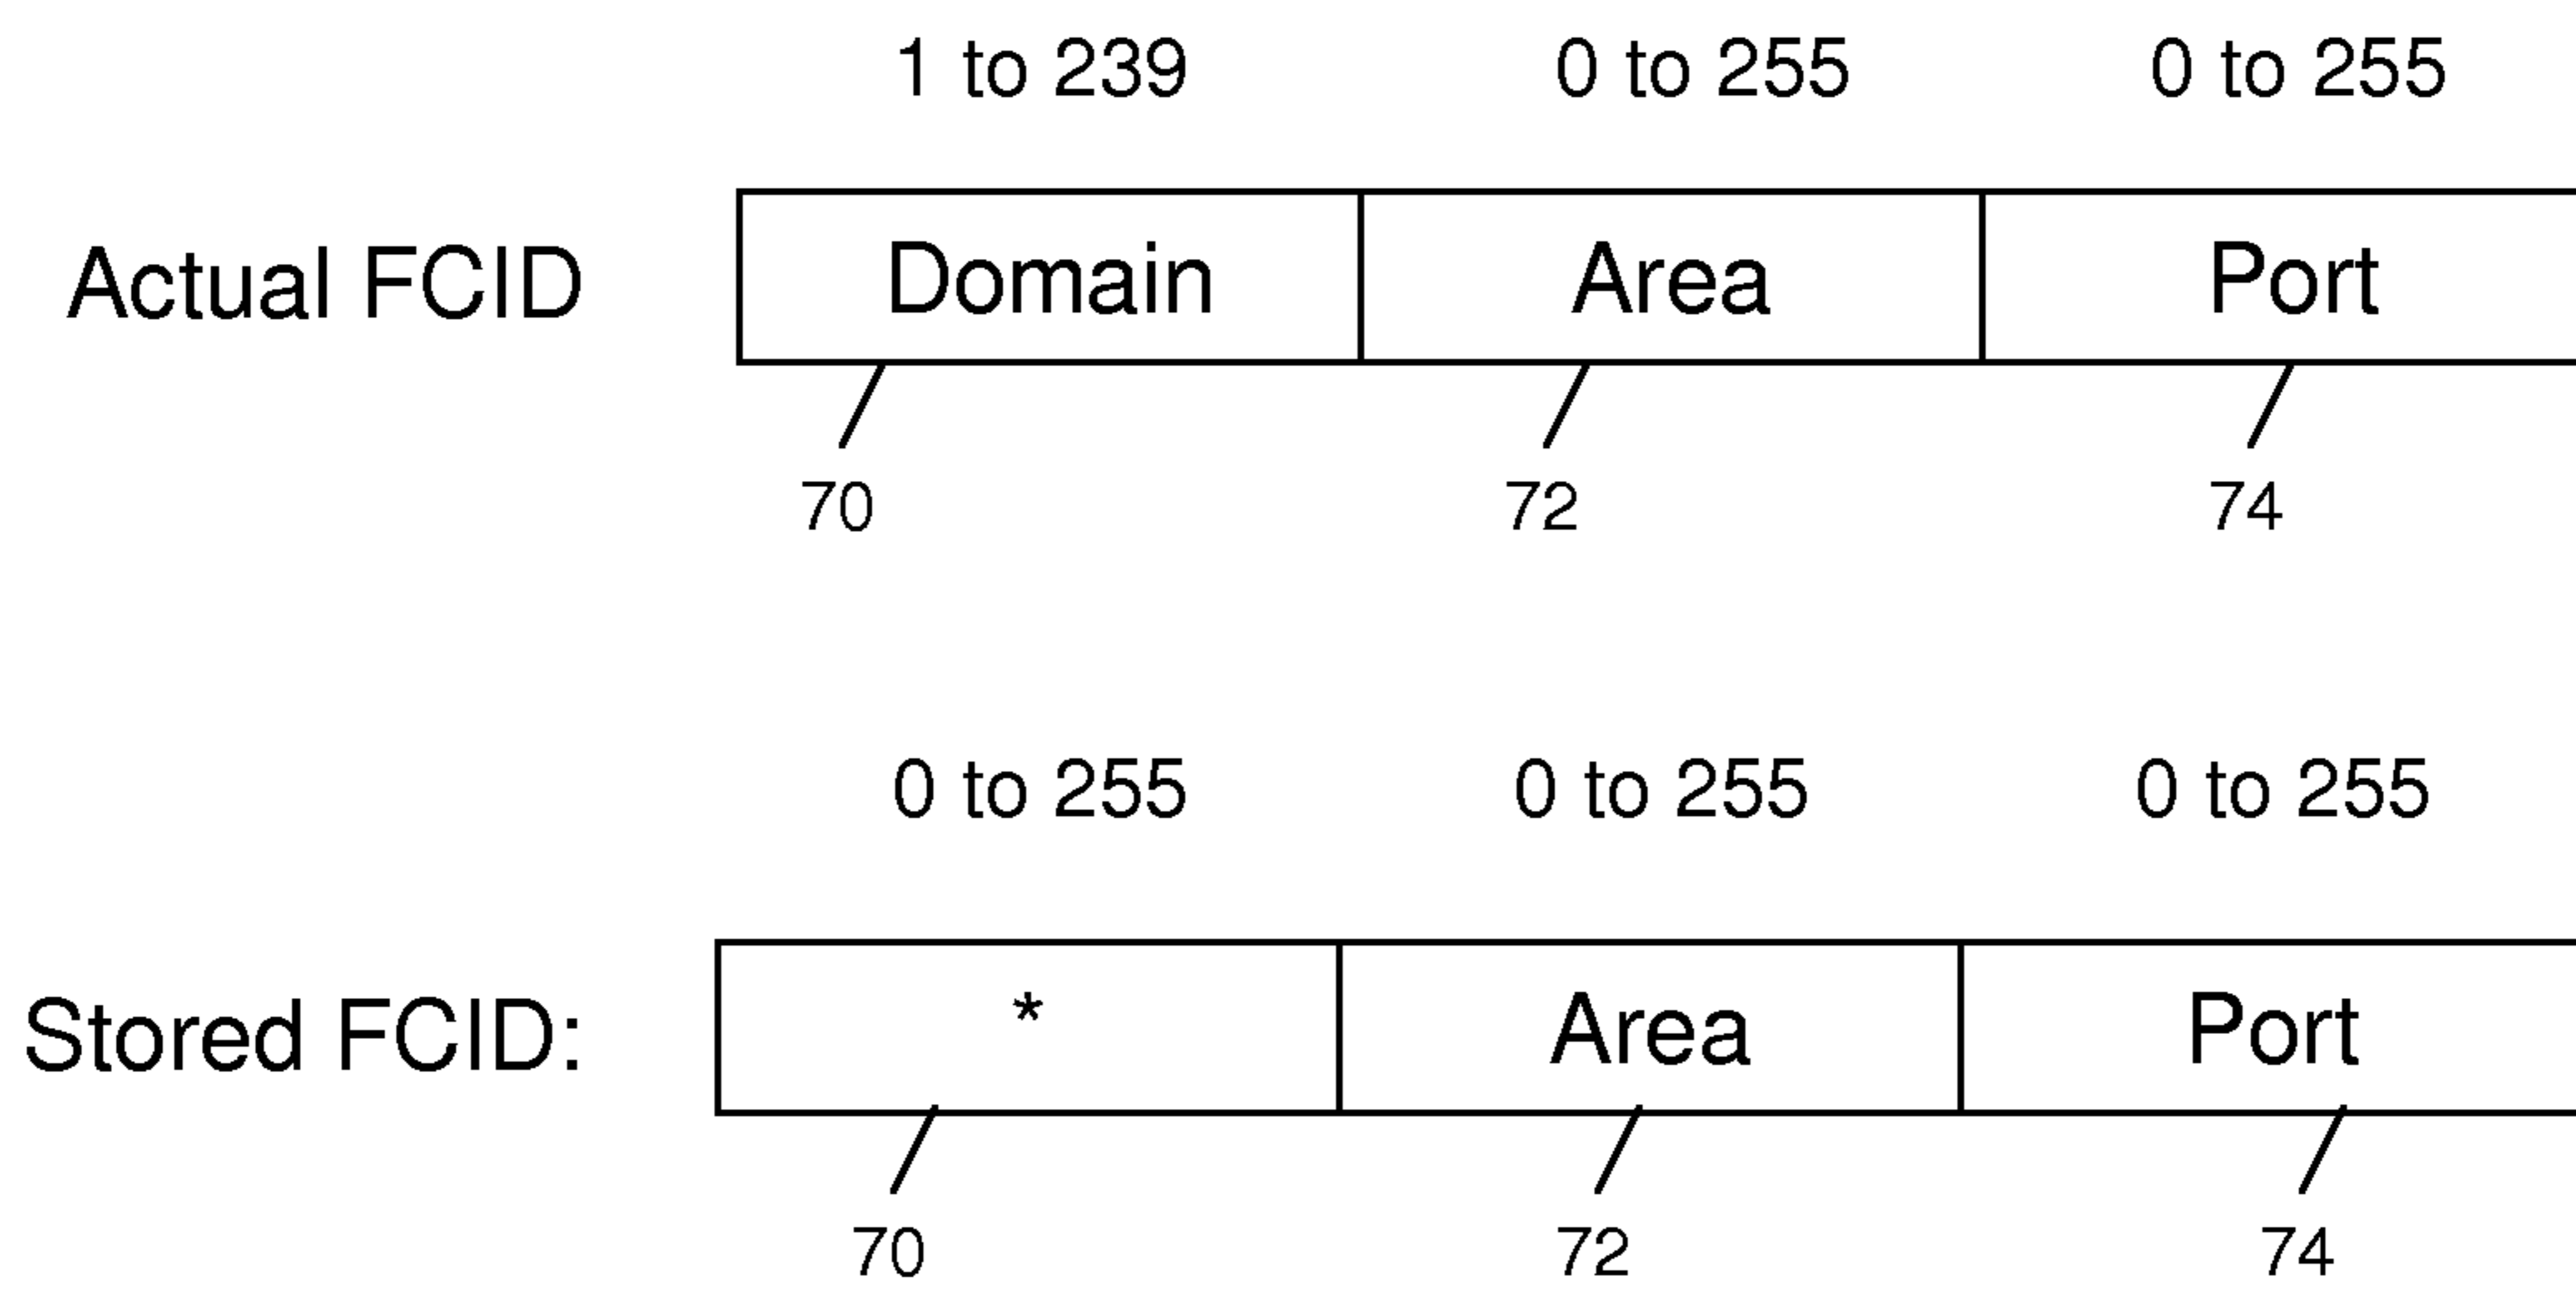 1 to 239 0 to 255 0 to 255
Actual FCID Domain Area Port
70 72 74
0 to 255 0 to 255 0 to 255
Stored FCID: * Area Port
70 72 74